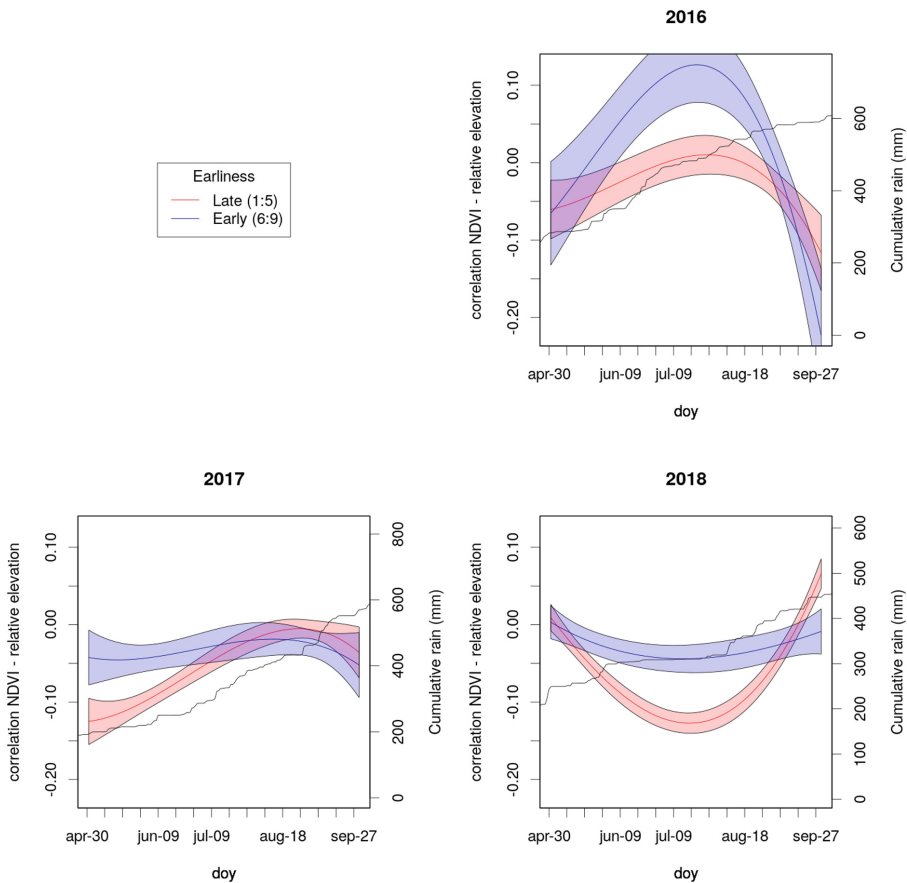 2016
Earliness
Late (1:5)
Early (6:9)
correlation NDVI - relative elevation
0.10
0.00
-0.10
-0.20
600
400
200
0
Cumulative rain (mm)
apr-30 jun-09 jul-09 aug-18 sep-27
doy
2017
correlation NDVI - relative elevation
0.10
0.00
-0.10
-0.20
800
600
400
200
0
Cumulative rain (mm)
apr-30 jun-09 jul-09 aug-18 sep-27
doy
2018
correlation NDVI - relative elevation
0.10
0.00
-0.10
-0.20
600
500
400
300
200
100
0
Cumulative rain (mm)
apr-30 jun-09 jul-09 aug-18 sep-27
doy